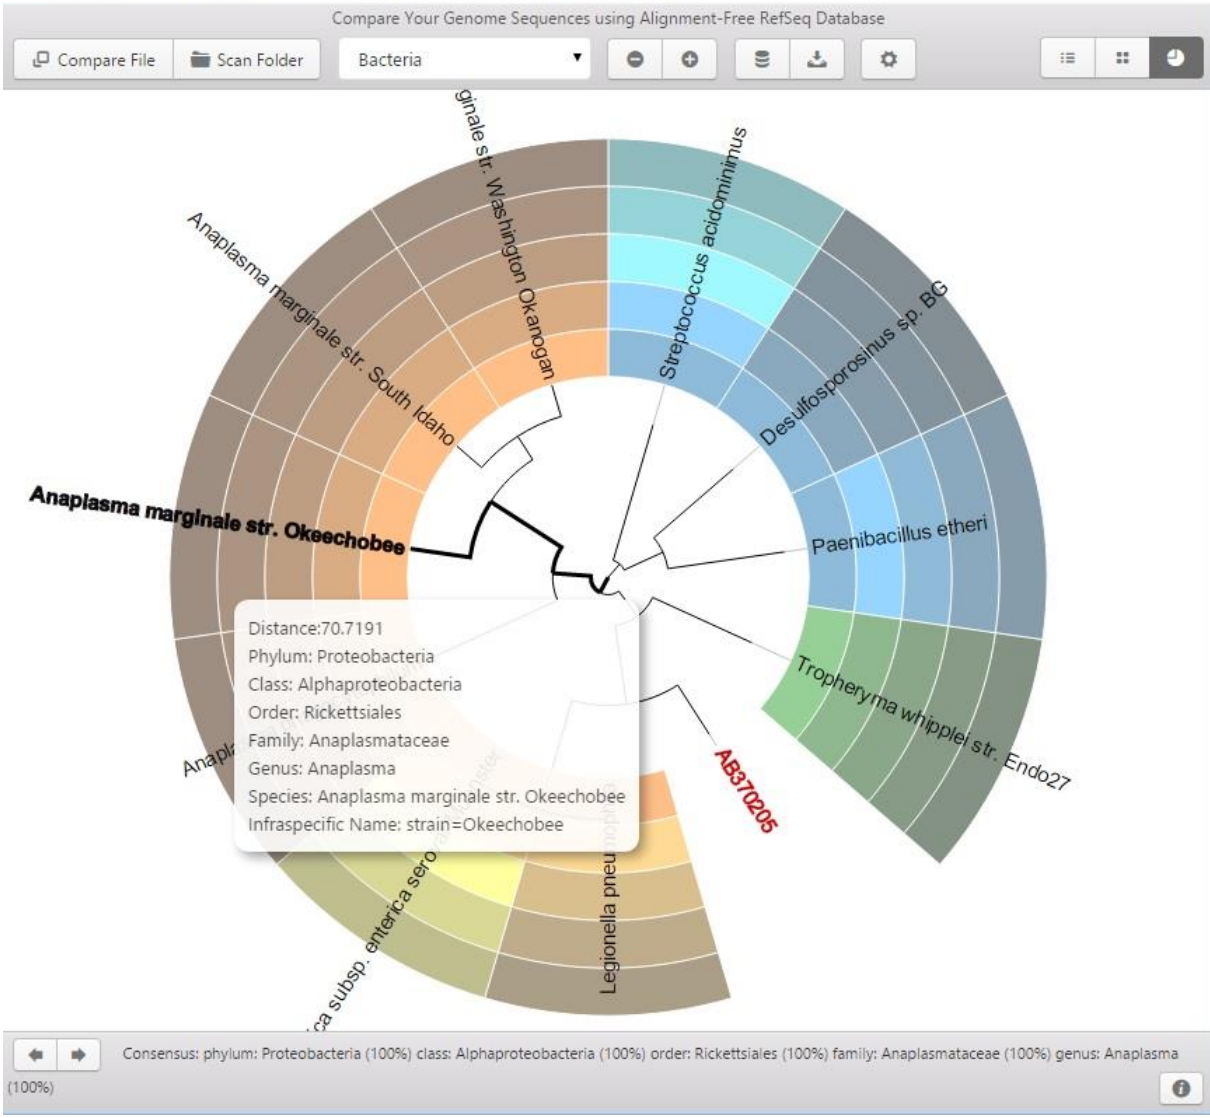 Compare Your Genome Sequences using Alignment-Free RefSeq Database
Compare File
Scan Folder
Bacteria
ginale str. Washington Okanogan
Streptococcus acidominimus
Anaplasma marginale str. South Idaho
Desulfosporosinus sp. BG
Anaplasma marginale str. Okeechobee
Paenibacillus etheri
Distance:70.7191
Phylum: Proteobacteria
Class: Alphaproteobacteria
Order: Rickettsiales
Family: Anaplasmataceae
Genus: Anaplasma
Species: Anaplasma marginale str. Okeechobee
Infraspecific Name: strain=Okeechobee
Tropheryma whipplei str. Endo27
AB370205
Legionella pneumophila
ica subsp. enterica
Consensus: phylum: Proteobacteria (100%) class: Alphaproteobacteria (100%) order: Rickettsiales (100%) family: Anaplasmataceae (100%) genus: Anaplasma
(100%)